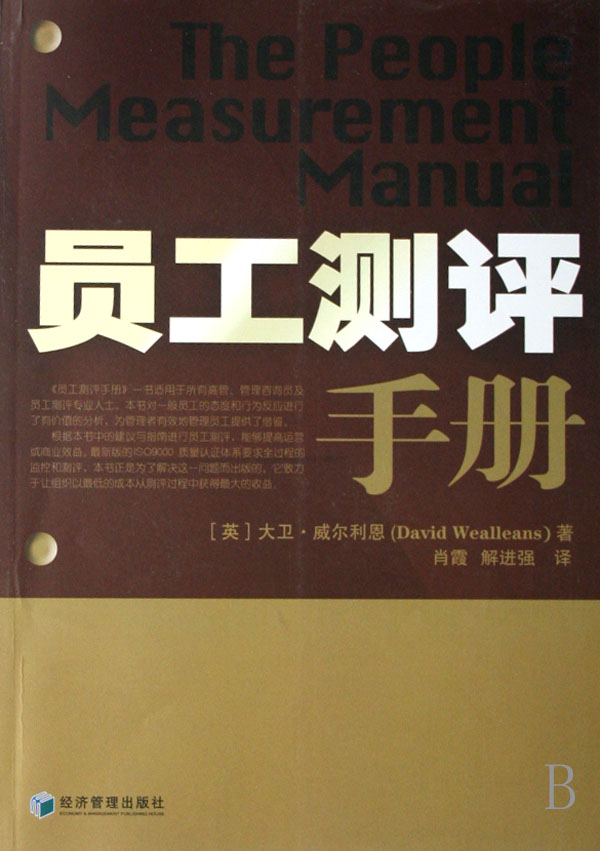 The People
Measurement
Manual
员工测评
手册
《员工测评手册》一书适用于所有高管、管理咨询员及
员工测评专业人士。本书对一般员工的态度和行为反应进行
了有价值的分析，为管理者有效地管理员工提供了借鉴。
根据本书中的建议与指南进行员工测评，能够提高运营
或商业效益。最新版的ISO9000 质量认证体系要求全过程的
监控和测评，本书正是为了解决这一问题而出版的。它致力
于让组织以最低的成本从测评过程中获得最大的收益。
[英] 大卫·威尔利恩 (David Wealleans) 著
肖霞 解进强 译
经济管理出版社
ECONOMY & MANAGEMENT PUBLISHING HOUSE
B